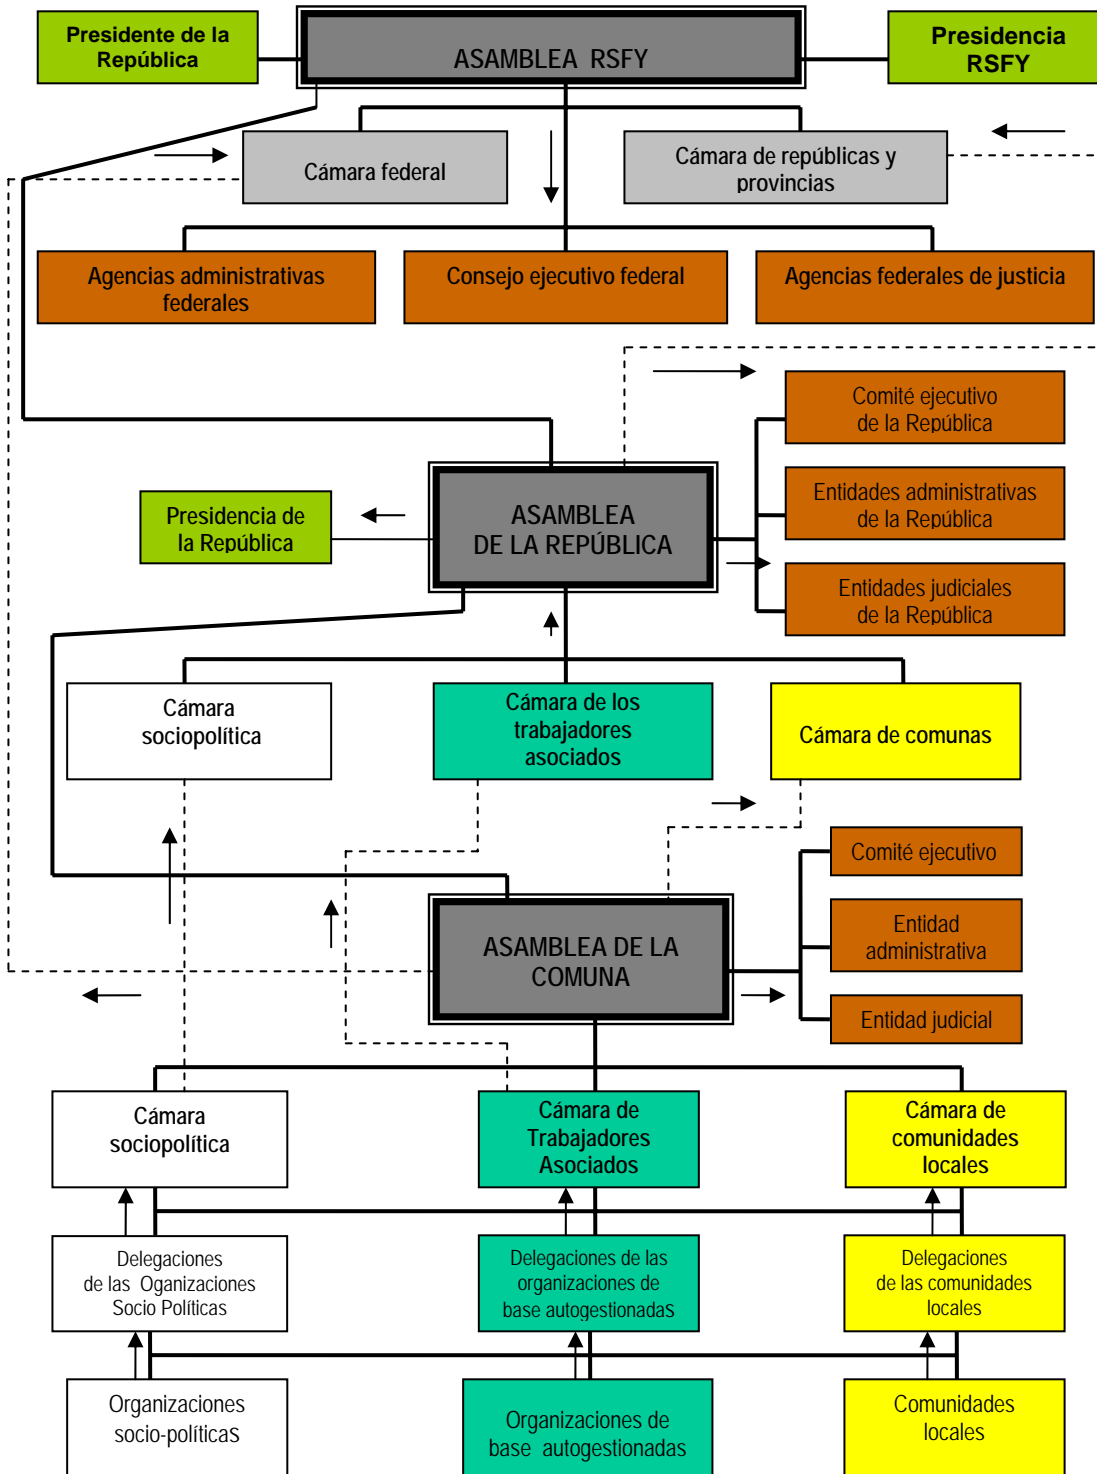 Presidente de la
República
ASAMBLEA RSFY
Presidencia
RSFY
Cámara federal
Cámara de repúblicas y
provincias
Agencias administrativas
federales
Consejo ejecutivo federal
Agencias federales de justicia
Comité ejecutivo
de la República
Entidades administrativas
de la República
Entidades judiciales
de la República
Presidencia de
la República
ASAMBLEA
DE LA REPÚBLICA
Cámara
sociopolítica
Cámara de los
trabajadores
asociados
Cámara de comunas
Comité ejecutivo
Entidad
administrativa
Entidad judicial
ASAMBLEA DE LA
COMUNA
Cámara
sociopolítica
Cámara de
Trabajadores
Asociados
Cámara de
comunidades
locales
Delegaciones
de las Oganizaciones
Socio Políticas
Delegaciones de las
organizaciones de
base autogestionadas
Delegaciones
de las comunidades
locales
Organizaciones
socio-políticas
Organizaciones de
base autogestionadas
Comunidades
locales